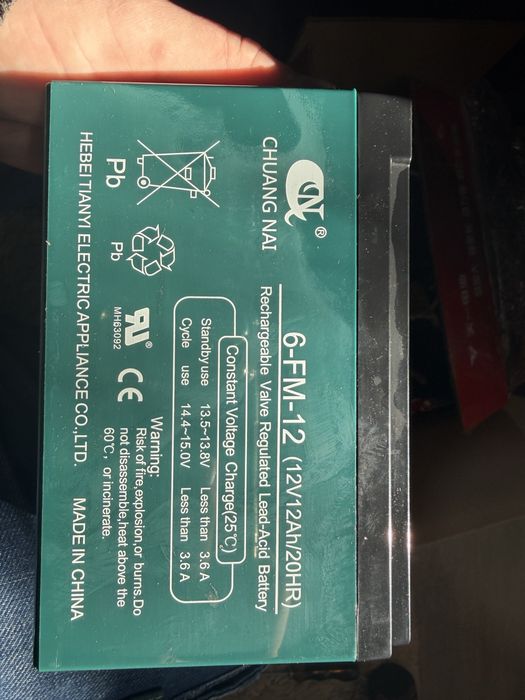 CN®
CHUANG NAI
6-FM-12 (12V12Ah/20HR)
Rechargeable Valve Regulated Lead-Acid Battery
Constant Voltage Charge(25℃)
Standbyuse 13.5~13.8V Less than 3.6A
Cycle use 14.4~15.0V Less than 3.6A
Pb
Pb
RU®
MH63092
CE
Warning:
Risk of fire,explosion,or burns.Do
not disassemble,heat above the
60℃, or incinerate.
HEBEI TIANYI ELECTRIC APPLIANCE CO.,LTD. MADE IN CHINA